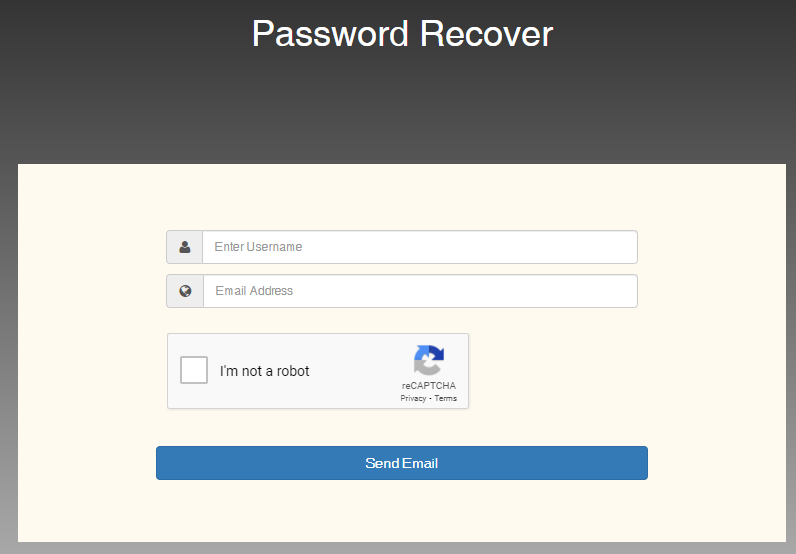 Password Recover
Enter Username
Email Address
I'm not a robot
reCAPTCHA
Privacy - Terms
Send Email